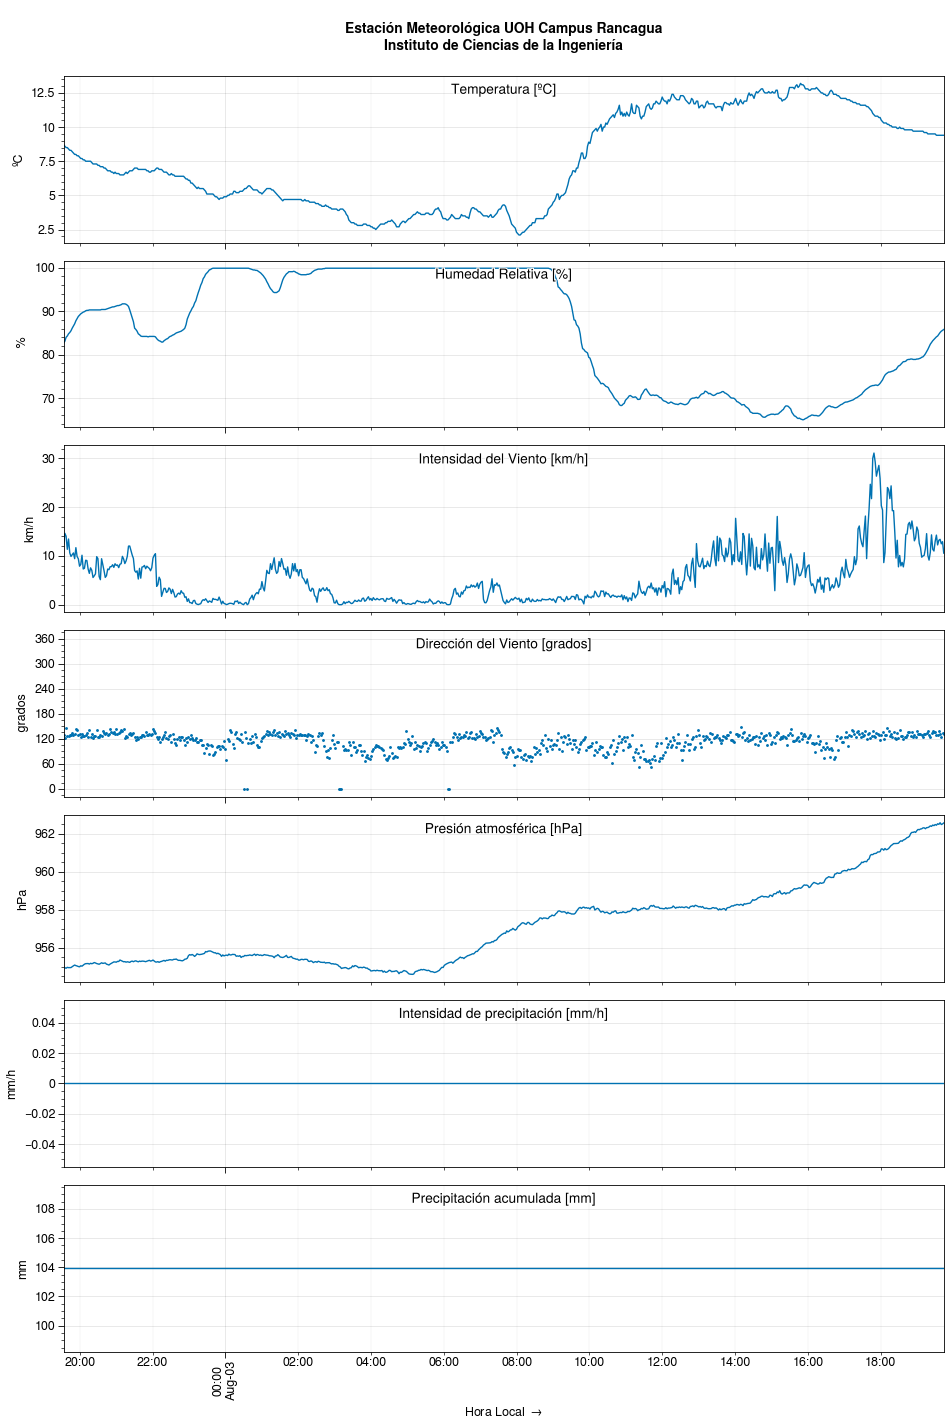 Estación Meteorológica UOH Campus Rancagua
Instituto de Ciencias de la Ingeniería
Temperatura [ºC]
12.5
10
7.5
5
2.5
ºC
Humedad Relativa [%]
100
90
80
70
%
Intensidad del Viento [km/h]
30
20
10
0
km/h
Dirección del Viento [grados]
360
300
240
180
120
60
0
grados
Presión atmosférica [hPa]
962
960
958
956
hPa
Intensidad de precipitación [mm/h]
0.04
0.02
0
−0.02
−0.04
mm/h
Precipitación acumulada [mm]
108
106
104
102
100
mm
20:00 22:00 00:00 02:00 04:00 06:00 08:00 10:00 12:00 14:00 16:00 18:00
Aug-03
Hora Local →